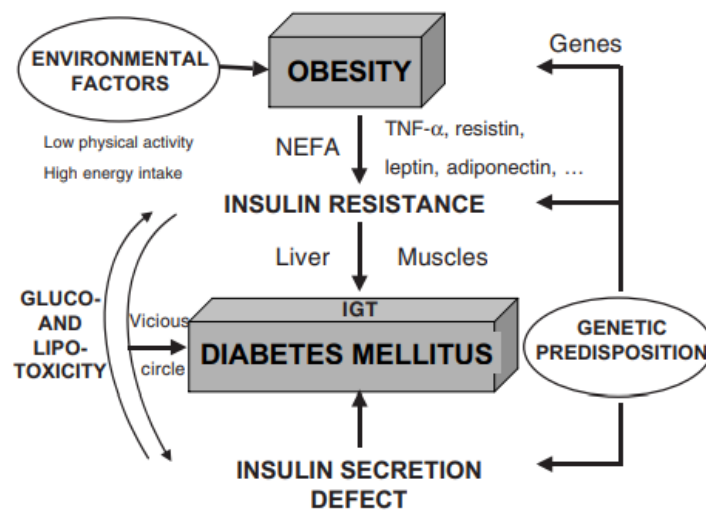 ENVIRONMENTAL
FACTORS
OBESITY
Genes
Low physical activity
High energy intake
NEFA
TNF-α, resistin,
leptin, adiponectin, ...
INSULIN RESISTANCE
Liver
Muscles
GLUCO-
AND
LIPO-
TOXICITY
Vicious
circle
IGT
DIABETES MELLITUS
GENETIC
PREDISPOSITION
INSULIN SECRETION
DEFECT